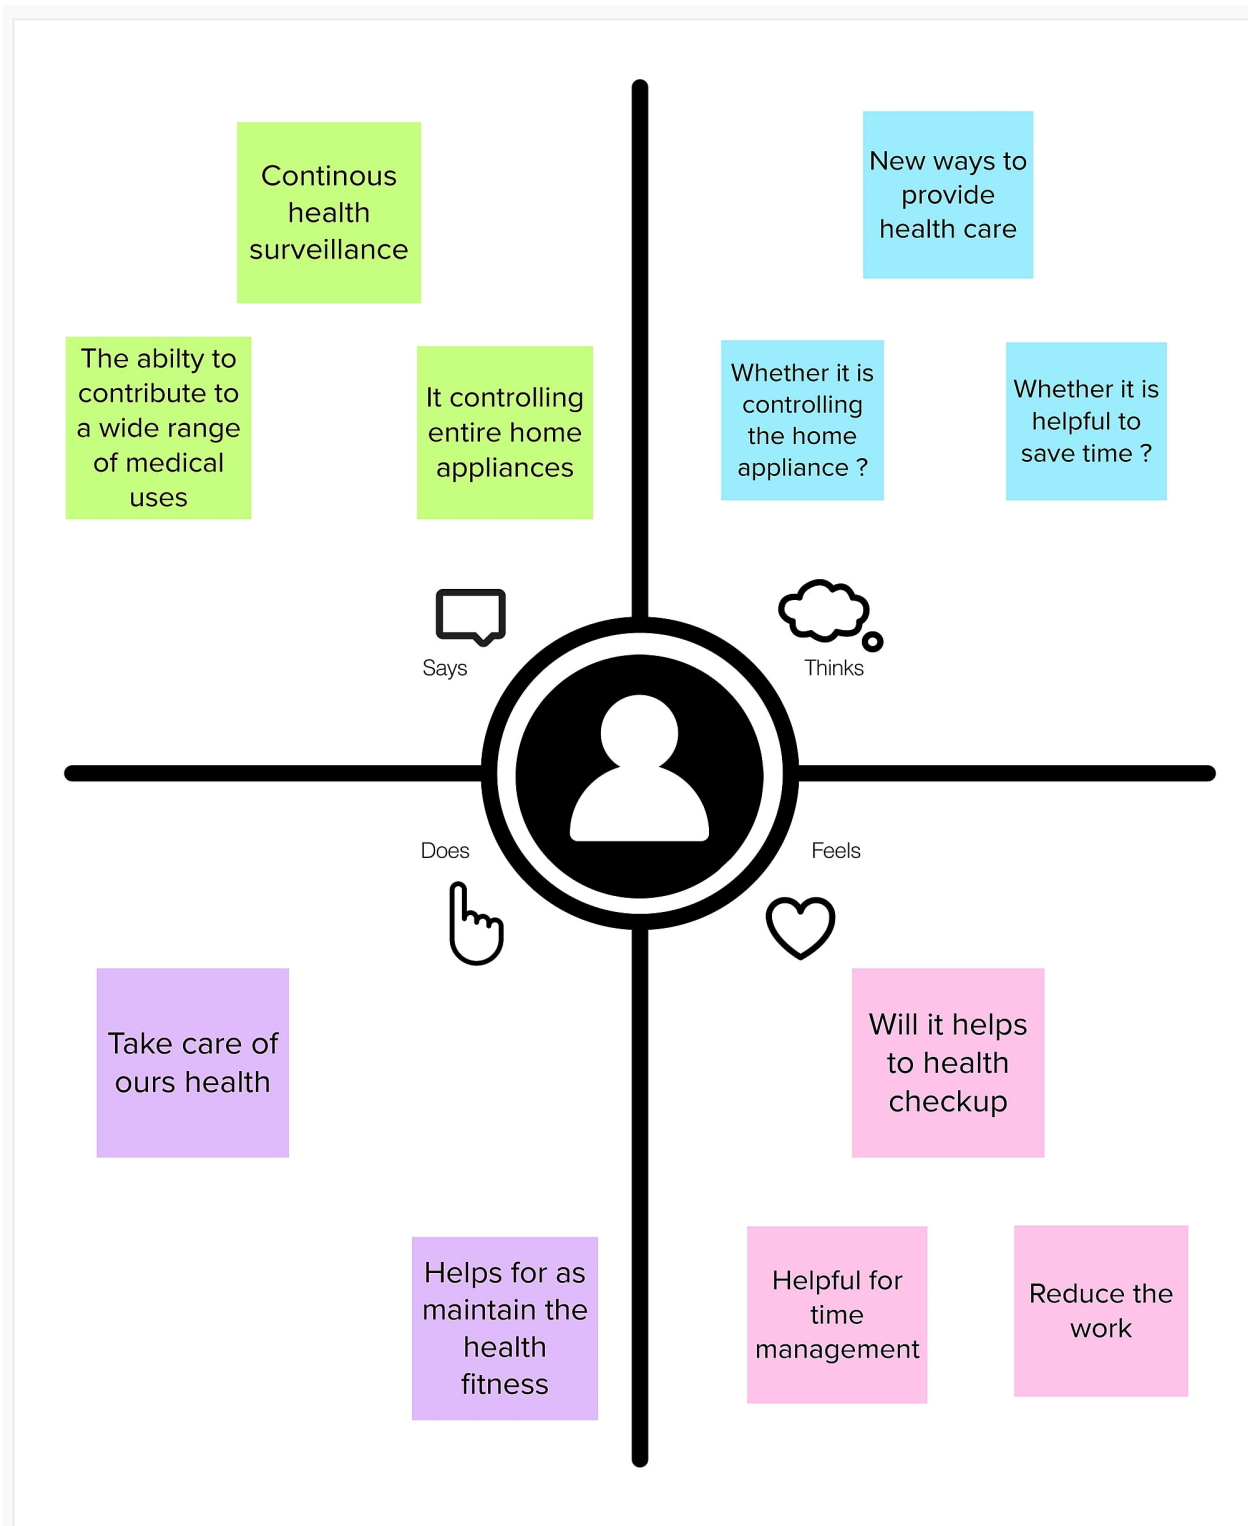 Continous
health
surveillance
The abilty to
contribute to
a wide range
of medical
uses
It controlling
entire home
appliances
Says
New ways to
provide
health care
Whether it is
controlling
the home
appliance ?
Whether it is
helpful to
save time ?
Thinks
Does
Take care of
ours health
Helps for as
maintain the
health
fitness
Feels
Will it helps
to health
checkup
Helpful for
time
management
Reduce the
work